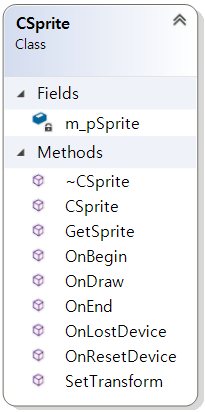 CSprite
Class
Fields
m_pSprite
Methods
~CSprite
CSprite
GetSprite
OnBegin
OnDraw
OnEnd
OnLostDevice
OnResetDevice
SetTransform